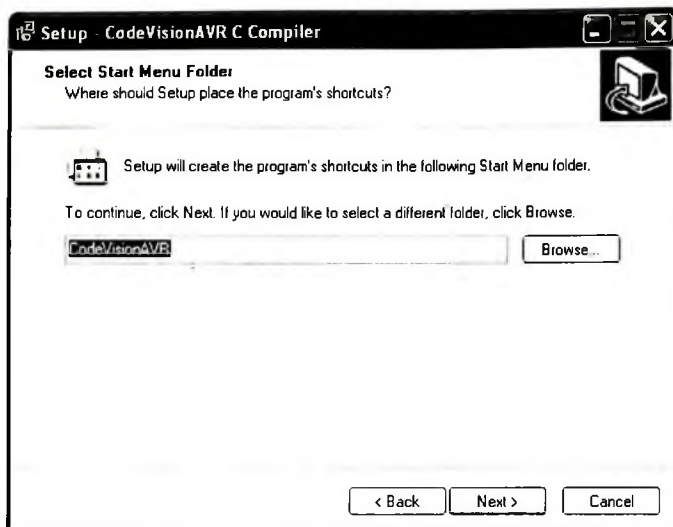 Setup - CodeVisionAVR C Compiler
Select Start Menu Folder
Where should Setup place the program's shortcuts?
Setup will create the program's shortcuts in the following Start Menu folder.
To continue, click Next. If you would like to select a different folder, click Browse.
CodeVisionAVR
Browse...
< Back
Next >
Cancel